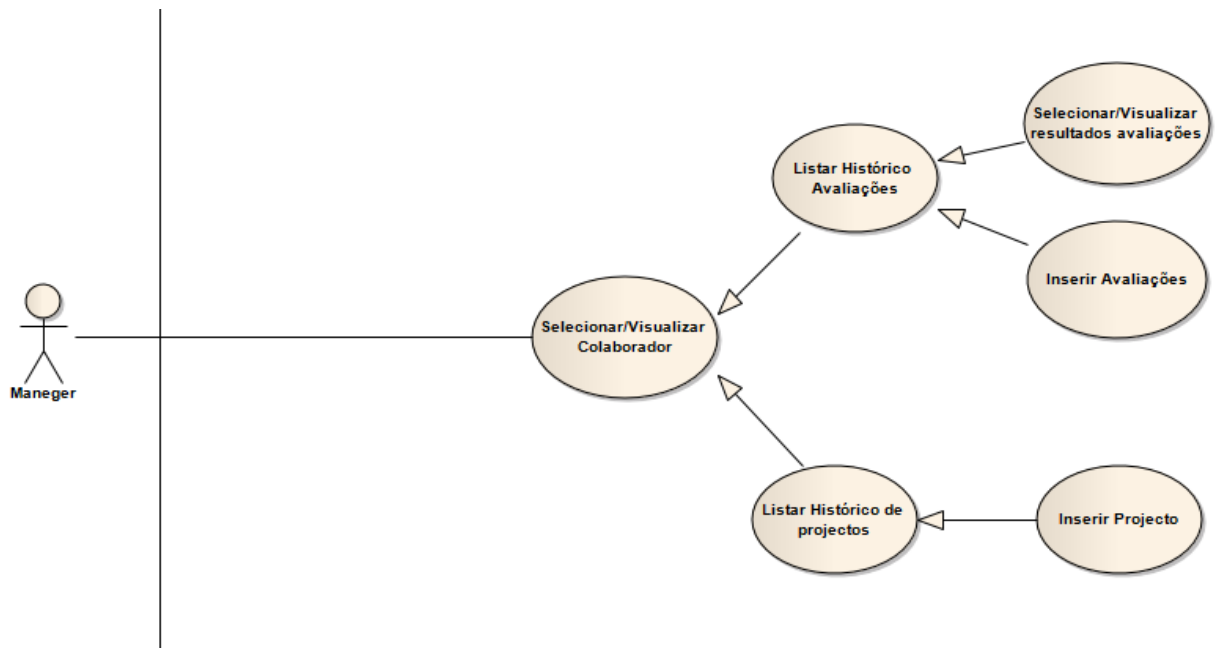 Maneger
Selecionar/Visualizar
Colaborador
Listar Histórico
Avaliações
Selecionar/Visualizar
resultados avaliações
Inserir Avaliações
Listar Histórico de
projectos
Inserir Projecto